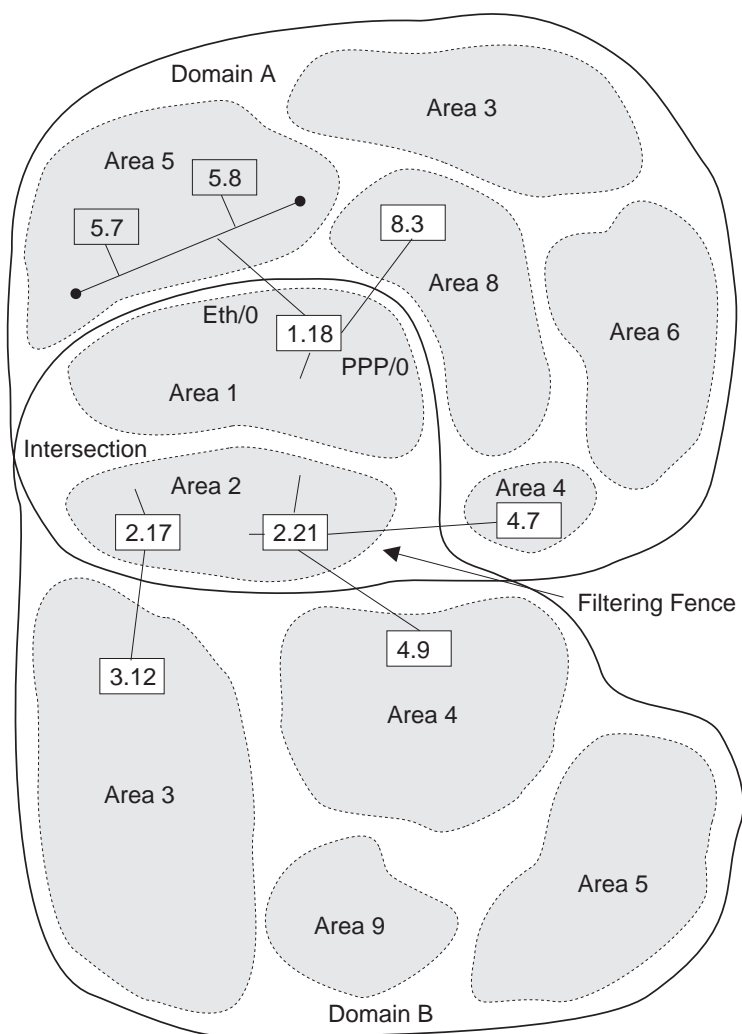 Domain A
Area 3
Area 5
5.8
5.7
8.3
Area 8
Eth/0
1.18
Area 6
PPP/0
Area 1
Intersection
Area 2
Area 4
2.17
2.21
4.7
Filtering Fence
4.9
3.12
Area 4
Area 3
Area 5
Area 9
Domain B